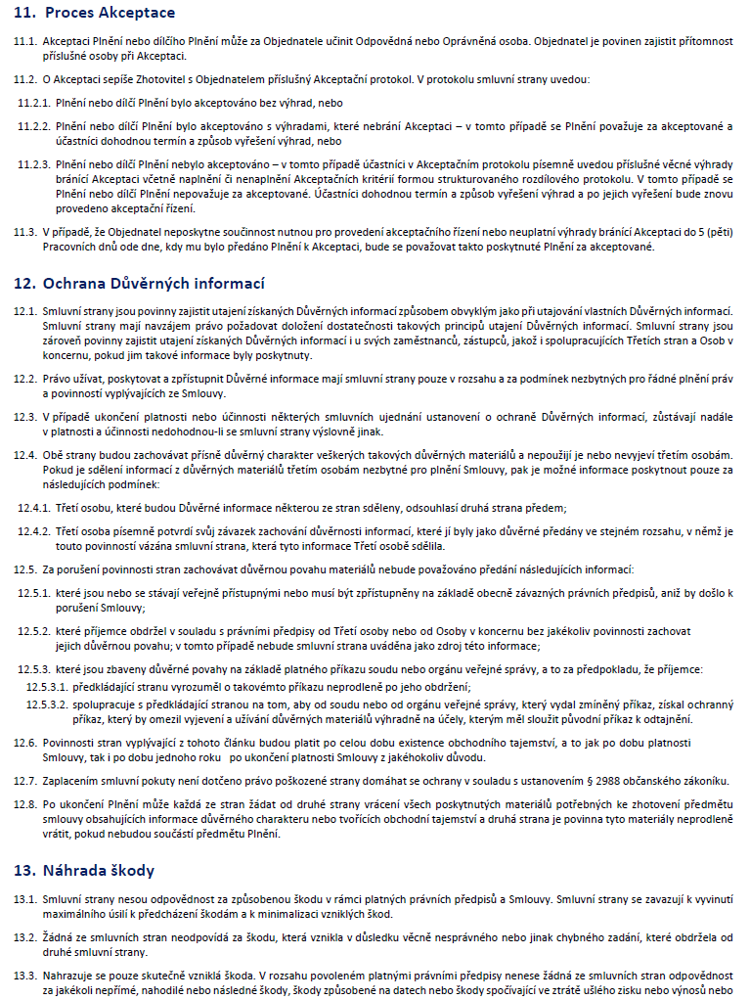 11. Proces Akceptace
11.1. Akceptaci Plnění nebo dílčího Plnění může za Objednatele učinit Odpovědná nebo Oprávněná osoba. Objednatel je povinen zajistit přítomnost
příslušné osoby při Akceptaci.
11.2. O Akceptaci sepíše Zhotovitel s Objednatelem příslušný Akceptační protokol. V protokolu smluvní strany uvedou:
11.2.1. Plnění nebo dílčí Plnění bylo akceptováno bez výhrad, nebo
11.2.2. Plnění nebo dílčí Plnění bylo akceptováno s výhradami, které nebrání Akceptaci – v tomto případě se Plnění považuje za akceptované a
účastníci dohodnou termín a způsob vyřešení výhrad, nebo
11.2.3. Plnění nebo dílčí Plnění nebylo akceptováno – v tomto případě účastníci v Akceptačním protokolu písemně uvedou příslušné věcné výhrady
bránící Akceptaci včetně naplnění či nenaplnění Akceptačních kritérií formou strukturovaného rozdílového protokolu. V tomto případě se
Plnění nebo dílčí Plnění nepovažuje za akceptované. Účastníci dohodnou termín a způsob vyřešení výhrad a po jejich vyřešení bude znovu
provedeno akceptační řízení.
11.3. V případě, že Objednatel neposkytne součinnost nutnou pro provedení akceptačního řízení nebo neuplatní výhrady bránící Akceptaci do 5 (pěti)
Pracovních dnů ode dne, kdy mu bylo předáno Plnění k Akceptaci, bude se považovat takto poskytnuté Plnění za akceptované.
12. Ochrana Důvěrných informací
12.1. Smluvní strany jsou povinny zajistit utajení získaných Důvěrných informací způsobem obvyklým jako při utajování vlastních Důvěrných informací.
Smluvní strany mají navzájem právo požadovat doložení dostatečnosti takových principů utajení Důvěrných informací. Smluvní strany jsou
zároveň povinny zajistit utajení získaných Důvěrných informací i u svých zaměstnanců, zástupců, jakož i spolupracujících Třetích stran a Osob v
koncernu, pokud jim takové informace byly poskytnuty.
12.2. Právo užívat, poskytovat a zpřístupnit Důvěrné informace mají smluvní strany pouze v rozsahu a za podmínek nezbytných pro řádné plnění práv
a povinností vyplývajících ze Smlouvy.
12.3. V případě ukončení platnosti nebo účinnosti některých smluvních ujednání ustanovení o ochraně Důvěrných informací, zůstávají nadále
v platnosti a účinnosti nedohodnou-li se smluvní strany výslovně jinak.
12.4. Obě strany budou zachovávat přísně důvěrný charakter veškerých takových důvěrných materiálů a nepoužijí je nebo nevyjeví třetím osobám.
Pokud je sdělení informací z důvěrných materiálů třetím osobám nezbytné pro plnění Smlouvy, pak je možné informace poskytnout pouze za
následujících podmínek:
12.4.1. Třetí osobu, které budou Důvěrné informace některou ze stran sděleny, odsouhlasí druhá strana předem;
12.4.2. Třetí osoba písemně potvrdí svůj závazek zachování důvěrnosti informací, které jí byly jako důvěrné předány ve stejném rozsahu, v němž je
touto povinností vázána smluvní strana, která tyto informace Třetí osobě sdělila.
12.5. Za porušení povinnosti stran zachovávat důvěrnou povahu materiálů nebude považováno předání následujících informací:
12.5.1. které jsou nebo se stávají veřejně přístupnými nebo musí být zpřístupněny na základě obecně závazných právních předpisů, aniž by došlo k
porušení Smlouvy;
12.5.2. které příjemce obdržel v souladu s právními předpisy od Třetí osoby nebo od Osoby v koncernu bez jakékoliv povinnosti zachovat
jejich důvěrnou povahu; v tomto případě nebude smluvní strana uváděna jako zdroj této informace;
12.5.3. které jsou zbaveny důvěrné povahy na základě platného příkazu soudu nebo orgánu veřejné správy, a to za předpokladu, že příjemce:
12.5.3.1. předkládající stranu vyrozuměl o takovémto příkazu neprodleně po jeho obdržení;
12.5.3.2. spolupracuje s předkládající stranou na tom, aby od soudu nebo od orgánu veřejné správy, který vydal zmíněný příkaz, získal ochranný
příkaz, který by omezil vyjevení a užívání důvěrných materiálů výhradně na účely, kterým měl sloužit původní příkaz k odtajnění.
12.6. Povinnosti stran vyplývající z tohoto článku budou platit po celou dobu existence obchodního tajemství, a to jak po dobu platnosti
Smlouvy, tak i po dobu jednoho roku po ukončení platnosti Smlouvy z jakéhokoliv důvodu.
12.7. Zaplacením smluvní pokuty není dotčeno právo poškozené strany domáhat se ochrany v souladu s ustanovením § 2988 občanského zákoníku.
12.8. Po ukončení Plnění může každá ze stran žádat od druhé strany vrácení všech poskytnutých materiálů potřebných ke zhotovení předmětu
smlouvy obsahujících informace důvěrného charakteru nebo tvořících obchodní tajemství a druhá strana je povinna tyto materiály neprodleně
vrátit, pokud nebudou součástí předmětu Plnění.
13. Náhrada škody
13.1. Smluvní strany nesou odpovědnost za způsobenou škodu v rámci platných právních předpisů a Smlouvy. Smluvní strany se zavazují k vyvinutí
maximálního úsilí k předcházení škodám a k minimalizaci vzniklých škod.
13.2. Žádná ze smluvních stran neodpovídá za škodu, která vznikla v důsledku věcně nesprávného nebo jinak chybného zadání, které obdržela od
druhé smluvní strany.
13.3. Nahrazuje se pouze skutečně vzniklá škoda. V rozsahu povoleném platnými právními předpisy nenese žádná ze smluvních stran odpovědnost
za jakékoli nepřímé, nahodilé nebo následné škody, škody způsobené na datech nebo škody spočívající ve ztrátě ušlého zisku nebo výnosů nebo